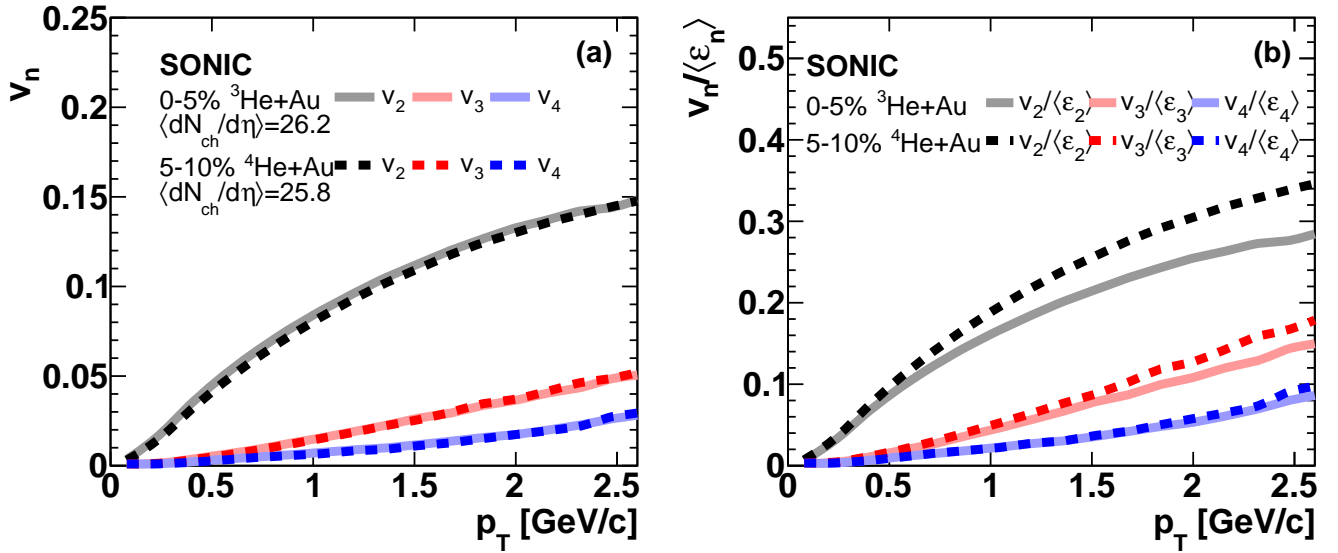 (a)
SONIC
0-5% ³He+Au v₂ v₃ v₄
⟨dN_ch/dη⟩=26.2
5-10% ⁴He+Au v₂ v₃ v₄
⟨dN_ch/dη⟩=25.8
v_n
0.25
0.2
0.15
0.1
0.05
0
0 0.5 1 1.5 2 2.5
p_T [GeV/c]
(b)
SONIC
0-5% ³He+Au v₂/⟨ε₂⟩ v₃/⟨ε₃⟩ v₄/⟨ε₄⟩
5-10% ⁴He+Au v₂/⟨ε₂⟩ v₃/⟨ε₃⟩ v₄/⟨ε₄⟩
v_n/⟨ε_n⟩
0.5
0.4
0.3
0.2
0.1
0
0 0.5 1 1.5 2 2.5
p_T [GeV/c]